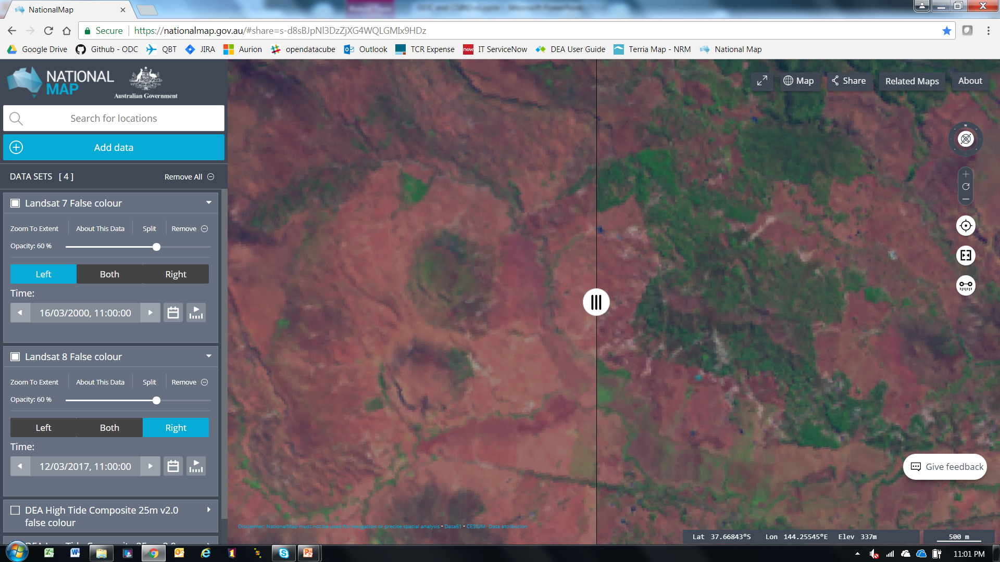 NationalMap
Secure
https://nationalmap.gov.au/#share=s-d8sBJpNl3DzZjXG4WQLGMIx9HDz
Google Drive Github - ODC QBT JIRA Aurion opendatacube Outlook TCR Expense now IT ServiceNow DEA User Guide Terria Map - NRM National Map
NATIONAL
MAP
Australian Government
Search for locations
Add data
DATA SETS [ 4 ] Remove All
Landsat 7 False colour
Zoom To Extent About This Data Split Remove
Opacity: 60 %
Left Both Right
Time:
16/03/2000, 11:00:00
Landsat 8 False colour
Zoom To Extent About This Data Split Remove
Opacity: 60 %
Left Both Right
Time:
12/03/2017, 11:00:00
DEA High Tide Composite 25m v2.0
false colour
Map Share Related Maps About
N
Give feedback
Disclaimer: NationalMap must not be used for navigation or precise spatial analysis • Data61 • CESIUM Data attribution
Lat 37.66843°S Lon 144.25545°E Elev 337m 500 m
11:01 PM